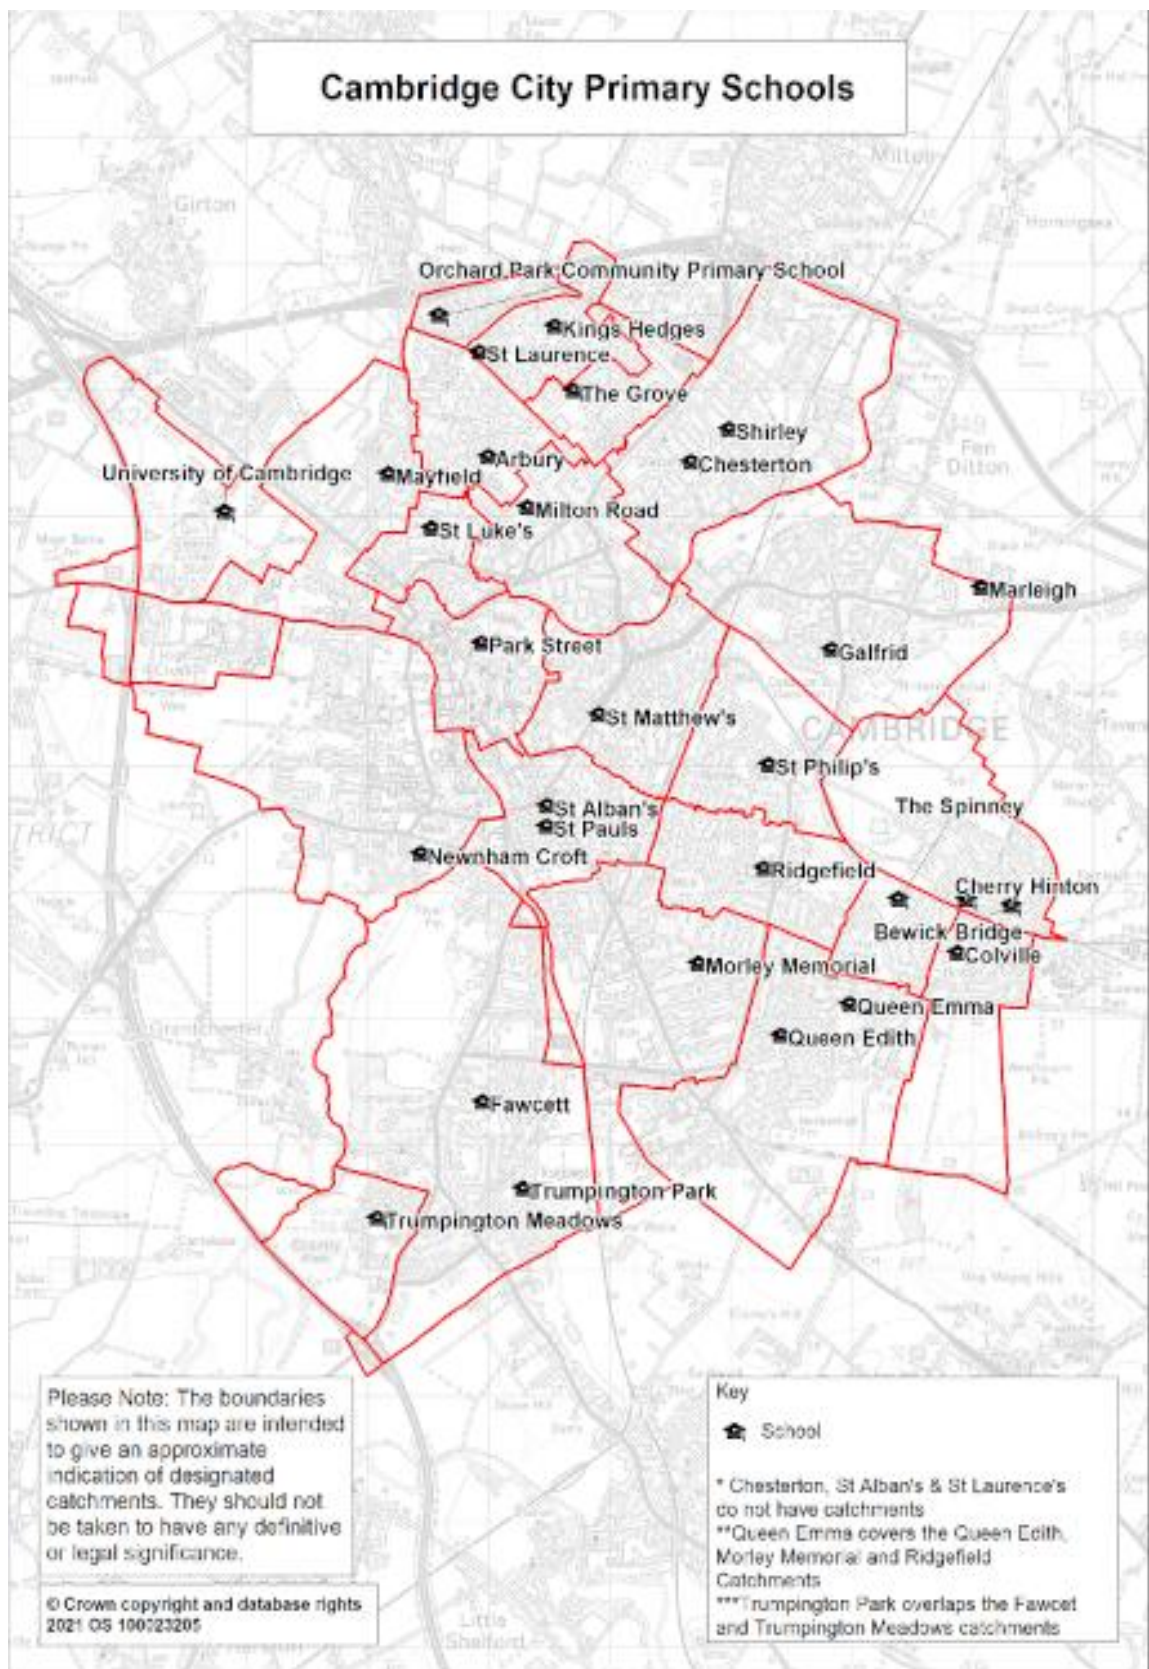 Cambridge City Primary Schools
Milton
Girton
Orchard Park Community Primary School
Kings Hedges
St Laurence
The Grove
Shirley
Fen
Ditton
Arbury
Chesterton
University of Cambridge
Mayfield
Milton Road
St Luke's
Marleigh
Park Street
Galfrid
St Matthew's
CAMBRIDGE
St Philip's
The Spinney
St Alban's
St Pauls
TRICT
Newnham Croft
Ridgefield
Cherry Hinton
Bewick Bridge
Colville
Morley Memorial
Queen Emma
Grantchester
Queen Edith
Fawcett
Trumpington Park
Trumpington Meadows
Please Note: The boundaries
shown in this map are intended
to give an approximate
indication of designated
catchments. They should not
be taken to have any definitive
or legal significance.
© Crown copyright and database rights
2021 OS 100023205
Little
Shelford
Key
School
* Chesterton, St Alban's & St Laurence's
do not have catchments
**Queen Emma covers the Queen Edith,
Morley Memorial and Ridgefield
Catchments
***Trumpington Park overlaps the Fawcet
and Trumpington Meadows catchments